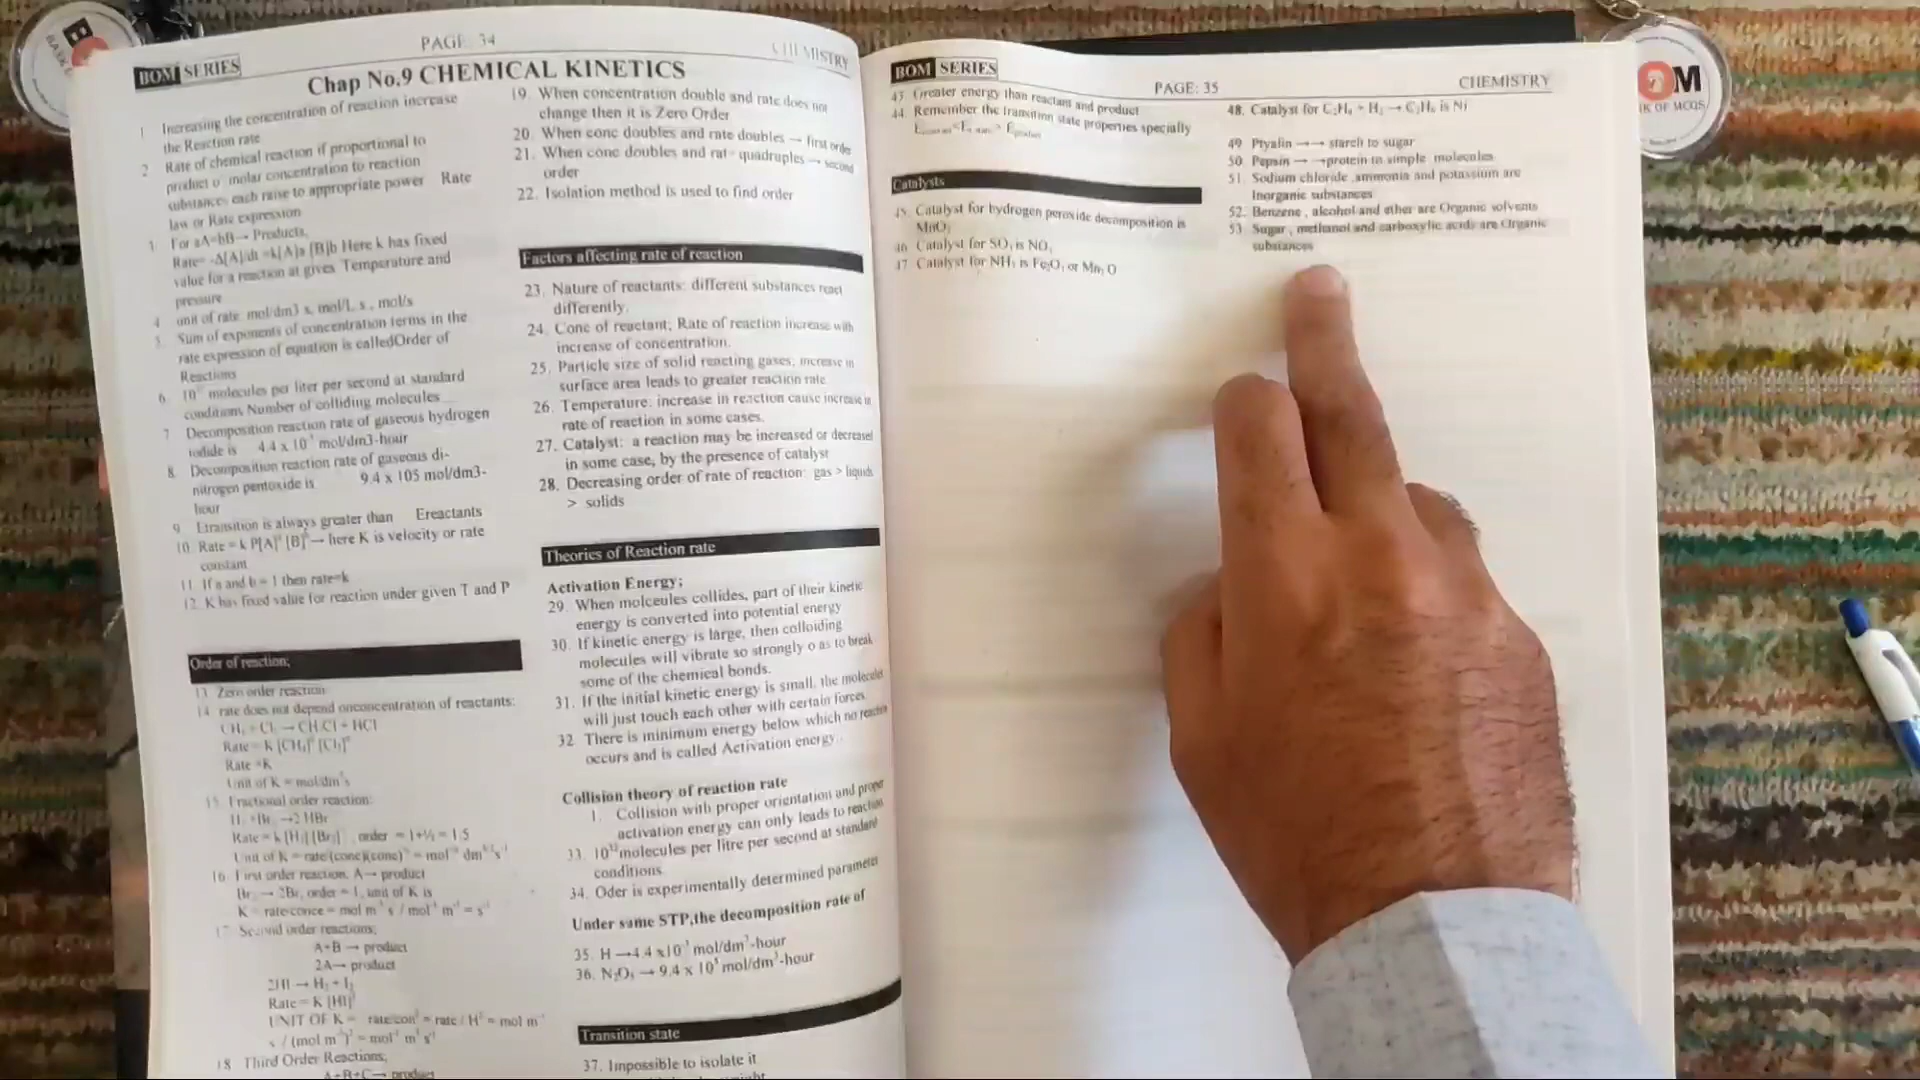 PAGE: 34
CHEMISTRY
BOM SERIES
Chap No.9 CHEMICAL KINETICS
1 Increasing the concentration of reaction increase
the Reaction rate
2 Rate of chemical reaction if proportional to
product o molar concentration to reaction
substances each raise to appropriate power Rate
law or Rate expression
3. For aA+bB→ Products,
Rate= -Δ[A]/dt =k[A]a [B]b Here k has fixed
value for a reaction at gives Temperature and
pressure
4 unit of rate mol/dm3 s, mol/L s , mol/s
5. Sum of exponents of concentration terms in the
rate expression of equation is calledOrder of
Reactions
6. molecules per liter per second at standard
conditions Number of colliding molecules
7 Decomposition reaction rate of gaseous hydrogen
iodide is 4.4 x 10 mol/dm3-hour
8. Decomposition reaction rate of gaseous di-
nitrogen pentoxide is 9.4 x 105 mol/dm3-
hour
9 Etransition is always greater than Ereactants
10. Rate = k P[A] [B] → here K is velocity or rate
constant
11. If a and b = 1 then rate=k
12. K has fixed value for reaction under given T and P
Order of reaction;
13 Zero order reaction
14 rate does not depend onconcentration of reactants:
CH₄ + Cl₂ → CH₃Cl + HCl
Rate = K [CH₄]⁰ [Cl₂]⁰
Rate =K
Unit of K = mol/dm³s
15. Fractional order reaction:
H₂ +Br₂ →2 HBr
Rate = k [H₂] [Br₂] order = 1+½ = 1.5
Unit of K = rate/(conc)(conc)
16. First order reaction, A→ product
Br₂ → 2Br, order = 1, unit of K is
K = rate/conce = mol m⁻³ s⁻¹ / mol m⁻³ = s⁻¹
17 Second order reactions;
A+B → product
2A→ product
2HI → H₂ + I₂
Rate = K [HI]²
UNIT OF K = rate/con² = rate / H² = mol m
s / (mol m
18 Third Order Reactions;
A+B+C→ product
19. When concentration double and rate does not
change then it is Zero Order
20. When conc doubles and rate doubles → first order
21. When conc doubles and rat quadruples → second
order
22. Isolation method is used to find order
Factors affecting rate of reaction
23. Nature of reactants: different substances react
differently.
24. Conc of reactant; Rate of reaction increase with
increase of concentration.
25. Particle size of solid reacting gases; increase in
surface area leads to greater reaction rate
26. Temperature: increase in reaction cause increase in
rate of reaction in some cases.
27. Catalyst: a reaction may be increased or decreased
in some case, by the presence of catalyst
28. Decreasing order of rate of reaction: gas > liquids
> solids
Theories of Reaction rate
Activation Energy;
29. When molceules collides, part of their kinetic
energy is converted into potential energy
30. If kinetic energy is large, then colloiding
molecules will vibrate so strongly o as to break
some of the chemical bonds.
31. If the initial kinetic energy is small, the molecules
will just touch each other with certain forces.
32 There is minimum energy below which no reaction
occurs and is called Activation energy..
Collision theory of reaction rate
1. Collision with proper orientation and proper
activation energy can only leads to reaction
33. 10³²molecules per litre per second at standard
conditions
34. Oder is experimentally determined parameter
Under same STP,the decomposition rate of
35. H →4.4 x10⁻³ mol/dm³-hour
36. N₂O₅ → 9.4 x 10⁵ mol/dm³-hour
Transition state
37. Impossible to isolate it
BOM SERIES
PAGE: 35
CHEMISTRY
43. Greater energy than reactant and product
44. Remember the transition state properties specially
Catalysts
45. Catalyst for hydrogen peroxide decomposition is
MnO₂
46 Catalyst for SO₂ is NO₂
47 Catalyst for NH₃ is Fe₂O₃ or Mn₂ O
48. Catalyst for C₂H₄ + H₂ → C₂H₆ is Ni
49 Ptyalin →→ starch to sugar
50. Pepsin → →protein in simple molecules
51. Sodium chloride ,ammonia and potassium are
Inorganic substances
52. Benzene , alcohol and ether are Organic solvents
53 Sugar , methanol and carboxylic acids are Organic
substances
OM
K OF MCQS